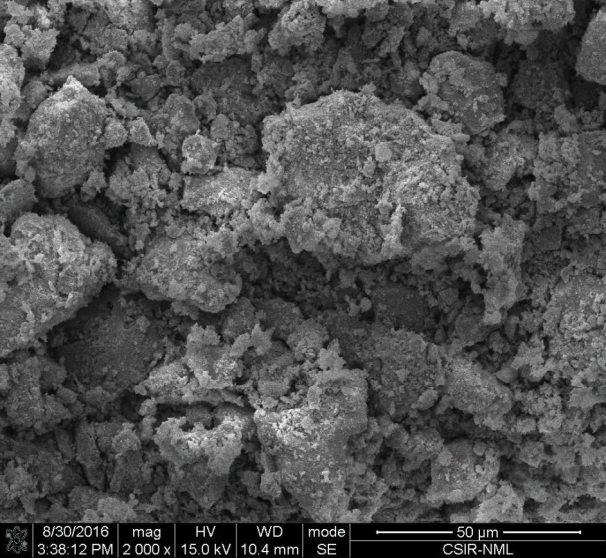 8/30/2016 mag HV WD mode 50 µm
3:38:12 PM 2 000 x 15.0 kV 10.4 mm SE CSIR-NML